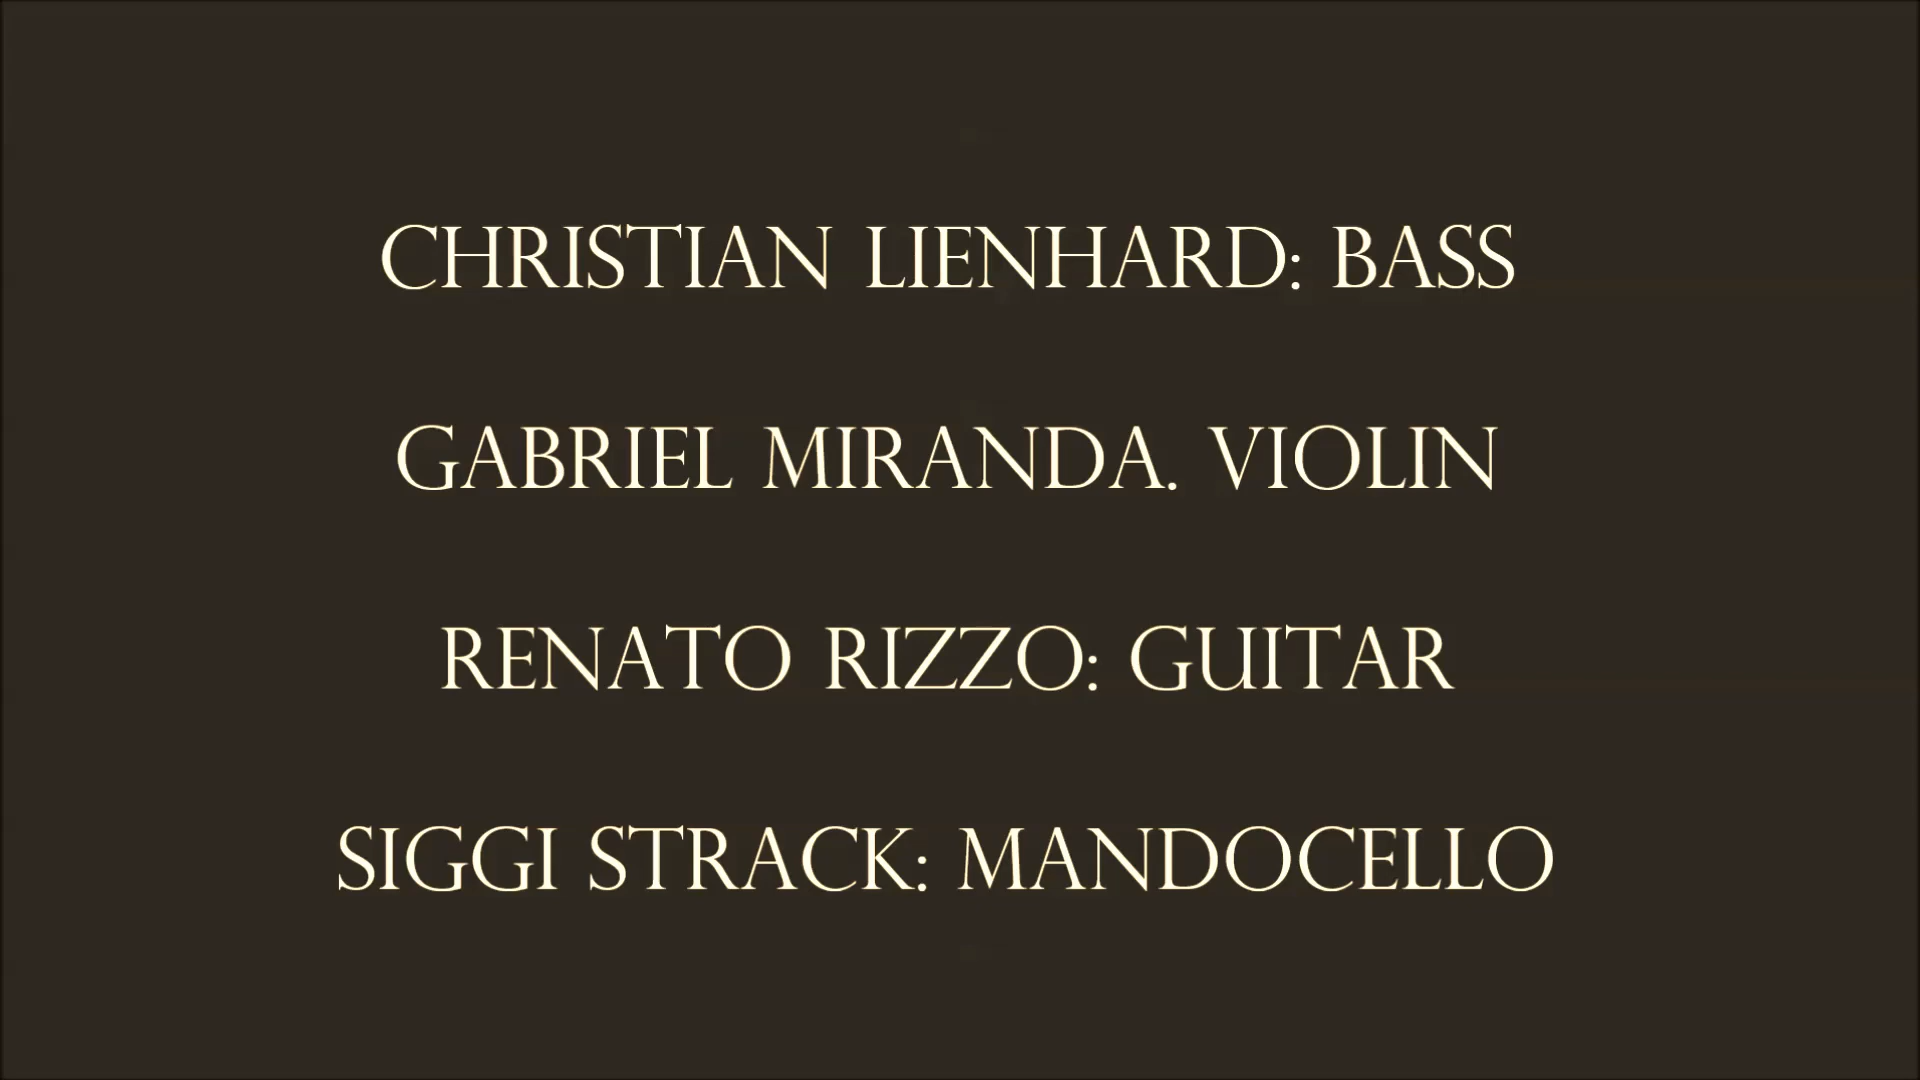 CHRISTIAN LIENHARD: BASS
GABRIEL MIRANDA. VIOLIN
RENATO RIZZO: GUITAR
SIGGI STRACK: MANDOCELLO